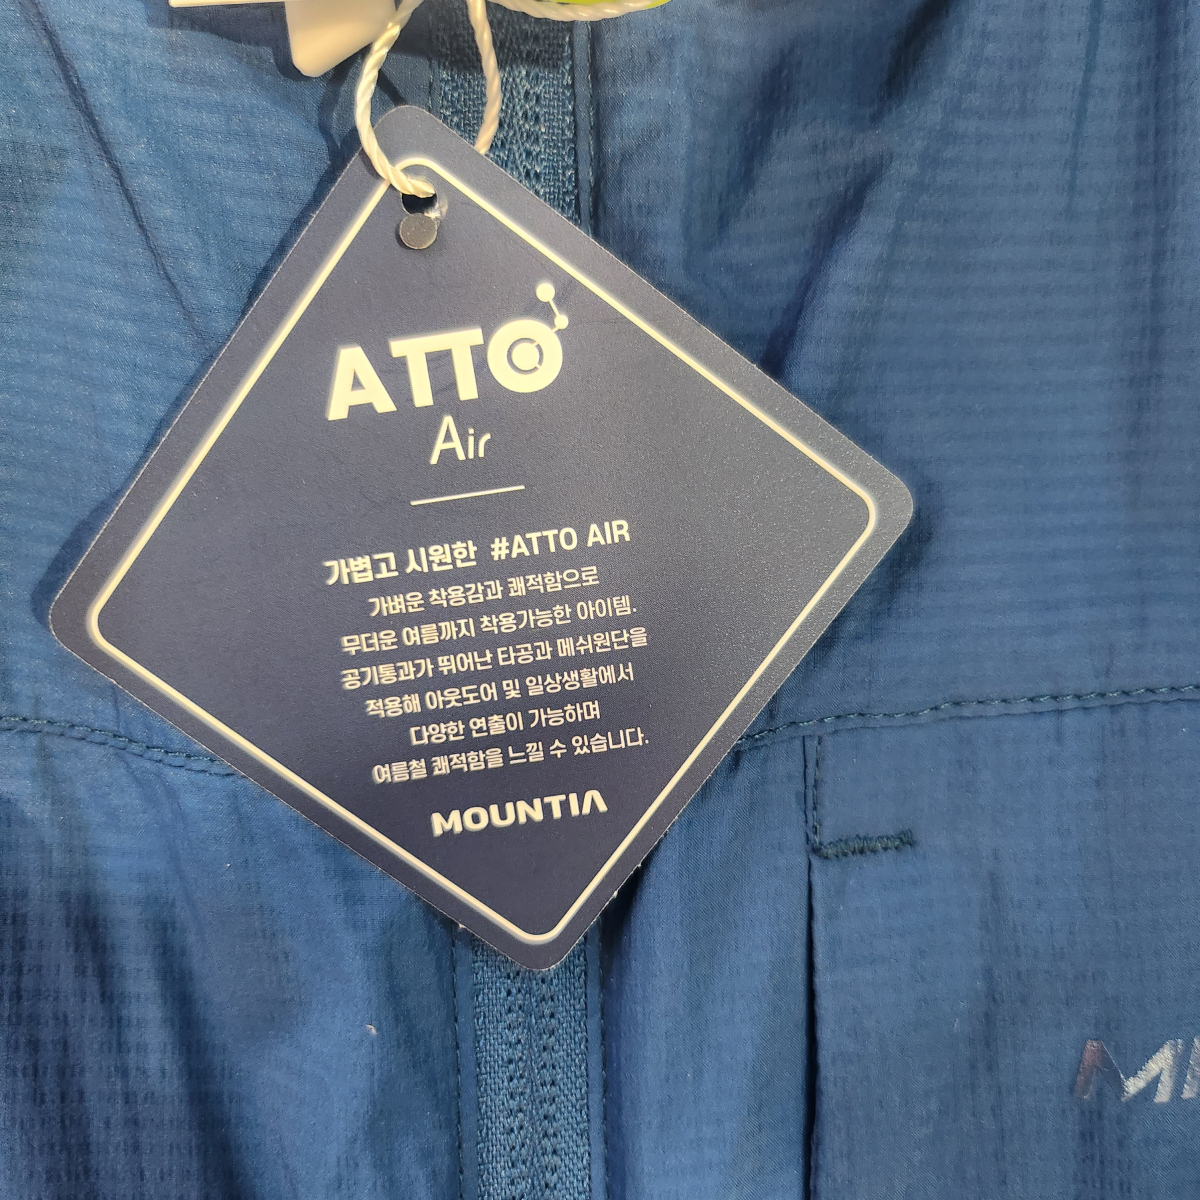 ATTO
Air
가볍고 시원한 #ATTO AIR
가벼운 착용감과 쾌적함으로
무더운 여름까지 착용가능한 아이템.
공기통과가 뛰어난 타공과 메쉬원단을
적용해 아웃도어 및 일상생활에서
다양한 연출이 가능하며
여름철 쾌적함을 느낄 수 있습니다.
MOUNTIA